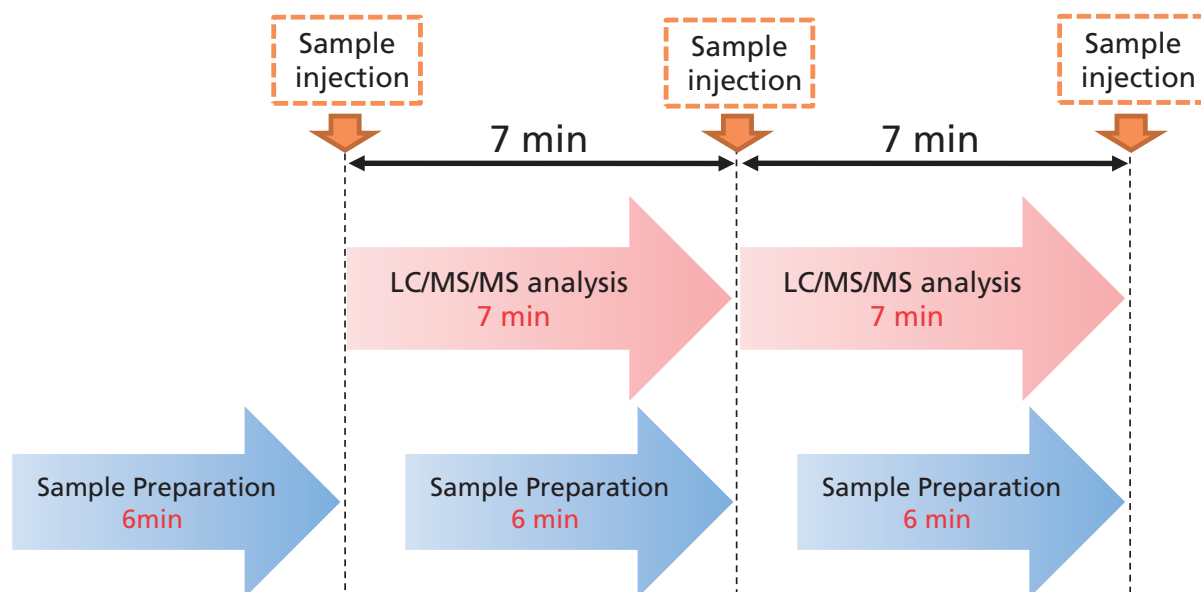 Sample
injection
Sample
injection
Sample
injection
7 min
7 min
LC/MS/MS analysis
7 min
LC/MS/MS analysis
7 min
Sample Preparation
6min
Sample Preparation
6 min
Sample Preparation
6 min